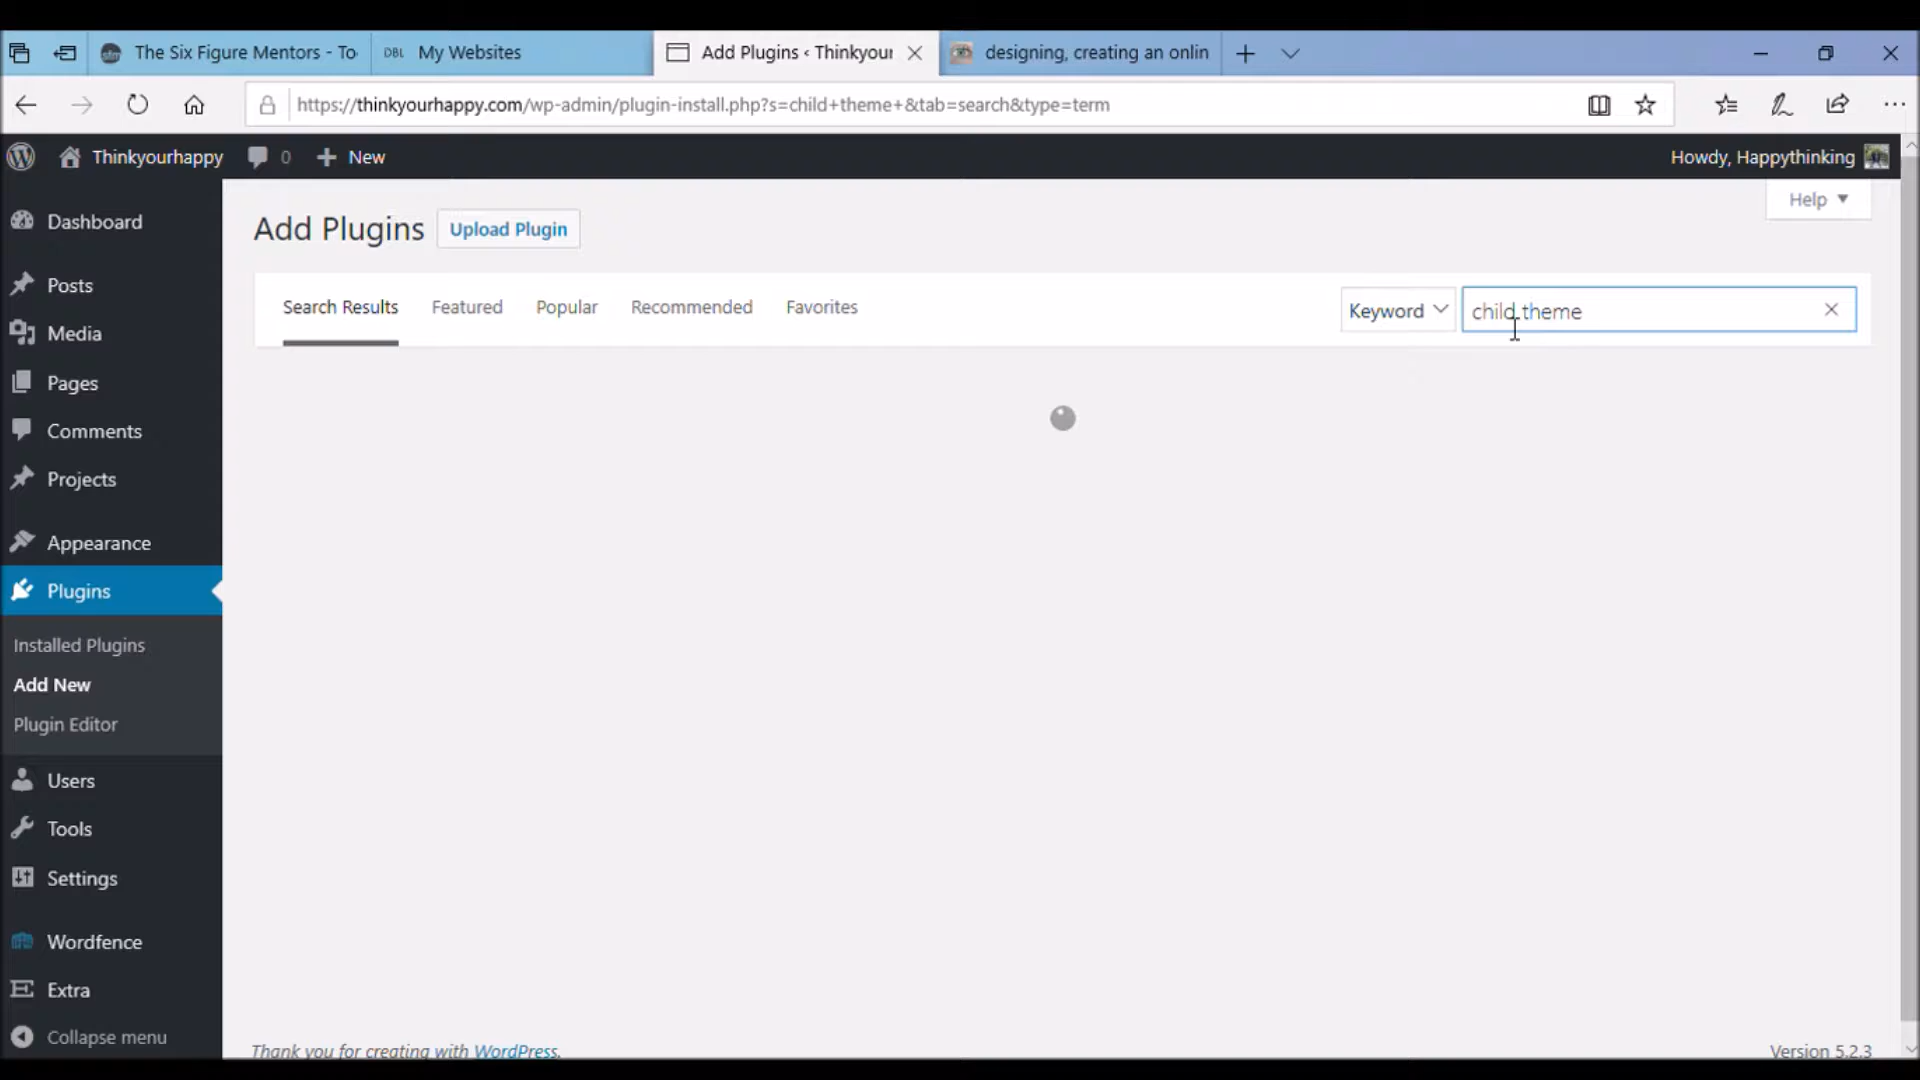 The Six Figure Mentors - To
DBL My Websites
Add Plugins ‹ Thinkyour
designing, creating an onlin
https://thinkyourhappy.com/wp-admin/plugin-install.php?s=child+theme+&tab=search&type=term
Thinkyourhappy 0 New
Howdy, Happythinking
Dashboard
Posts
Media
Pages
Comments
Projects
Appearance
Plugins
Installed Plugins
Add New
Plugin Editor
Users
Tools
Settings
Wordfence
Extra
Collapse menu
Help
Add Plugins Upload Plugin
Search Results Featured Popular Recommended Favorites
Keyword child theme
Thank you for creating with WordPress.
Version 5.2.3